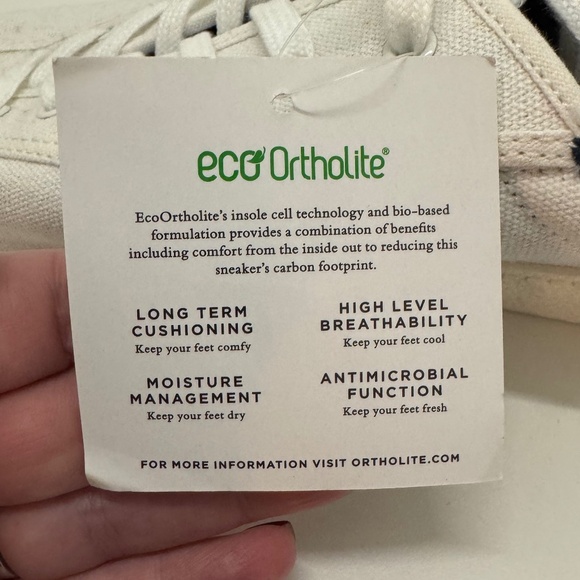 eco Ortholite®
EcoOrtholite's insole cell technology and bio-based
formulation provides a combination of benefits
including comfort from the inside out to reducing this
sneaker's carbon footprint.
LONG TERM
CUSHIONING
Keep your feet comfy
HIGH LEVEL
BREATHABILITY
Keep your feet cool
MOISTURE
MANAGEMENT
Keep your feet dry
ANTIMICROBIAL
FUNCTION
Keep your feet fresh
FOR MORE INFORMATION VISIT ORTHOLITE.COM